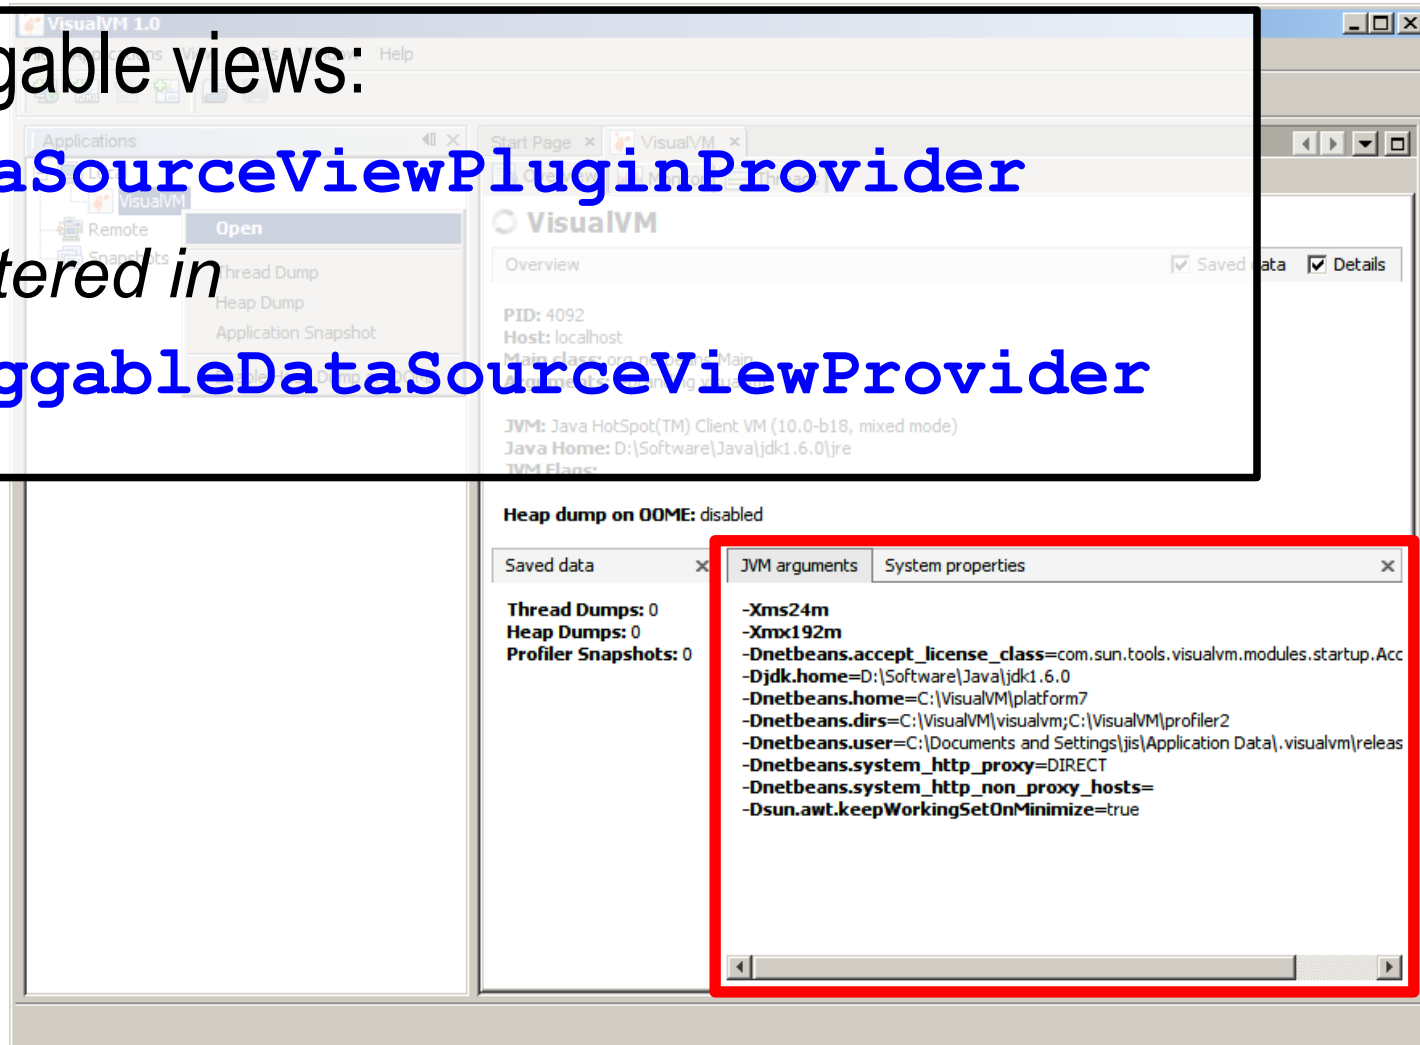 VisualVM 1.0
Help
gable views:
Applications
Start Page
VisualVM
aSourceViewPluginProvider
VisualVM
Remote
Open
VisualVM
Snapshots
tered in
Thread Dump
Overview
Saved data
Details
Heap Dump
PID: 4092
Application Snapshot
Host: localhost
ggableDataSourceViewProvider
JVM: Java HotSpot(TM) Client VM (10.0-b18, mixed mode)
Java Home: D:\Software\Java\jdk1.6.0\jre
JVM Flags:
Heap dump on OOME: disabled
Saved data
JVM arguments
System properties
Thread Dumps: 0
Heap Dumps: 0
Profiler Snapshots: 0
-Xms24m
-Xmx192m
-Dnetbeans.accept_license_class=com.sun.tools.visualvm.modules.startup.Acc
-Djdk.home=D:\Software\Java\jdk1.6.0
-Dnetbeans.home=C:\VisualVM\platform7
-Dnetbeans.dirs=C:\VisualVM\visualvm;C:\VisualVM\profiler2
-Dnetbeans.user=C:\Documents and Settings\jis\Application Data\.visualvm\releas
-Dnetbeans.system_http_proxy=DIRECT
-Dnetbeans.system_http_non_proxy_hosts=
-Dsun.awt.keepWorkingSetOnMinimize=true